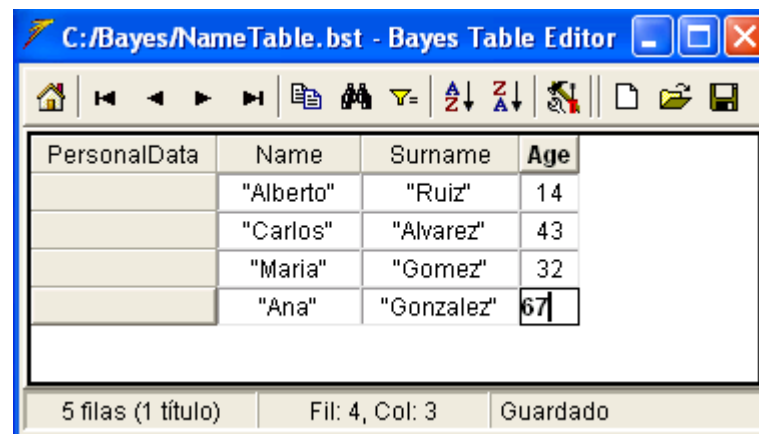 C:/Bayes/NameTable.bst - Bayes Table Editor
PersonalData Name Surname Age
"Alberto" "Ruiz" 14
"Carlos" "Alvarez" 43
"Maria" "Gomez" 32
"Ana" "Gonzalez" 67
5 filas (1 título) Fil: 4, Col: 3 Guardado